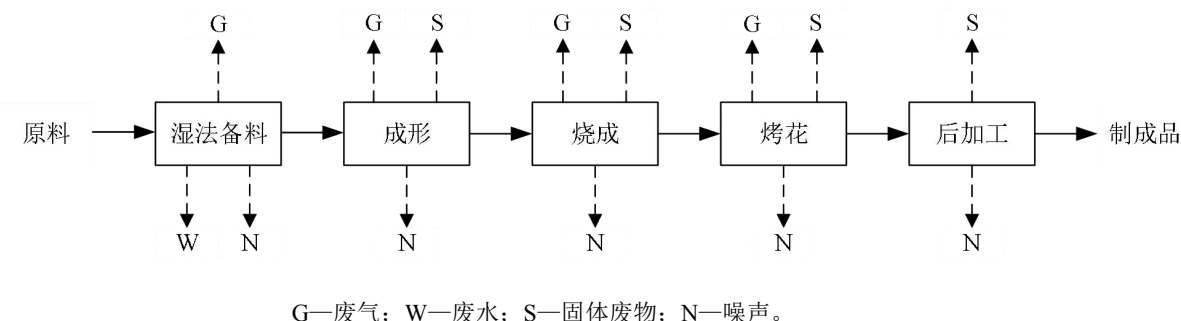 G G S G S G S S
原料 湿法备料 成形 烧成 烤花 后加工 制成品
W N N N N N
G—废气；W—废水；S—固体废物；N—噪声。